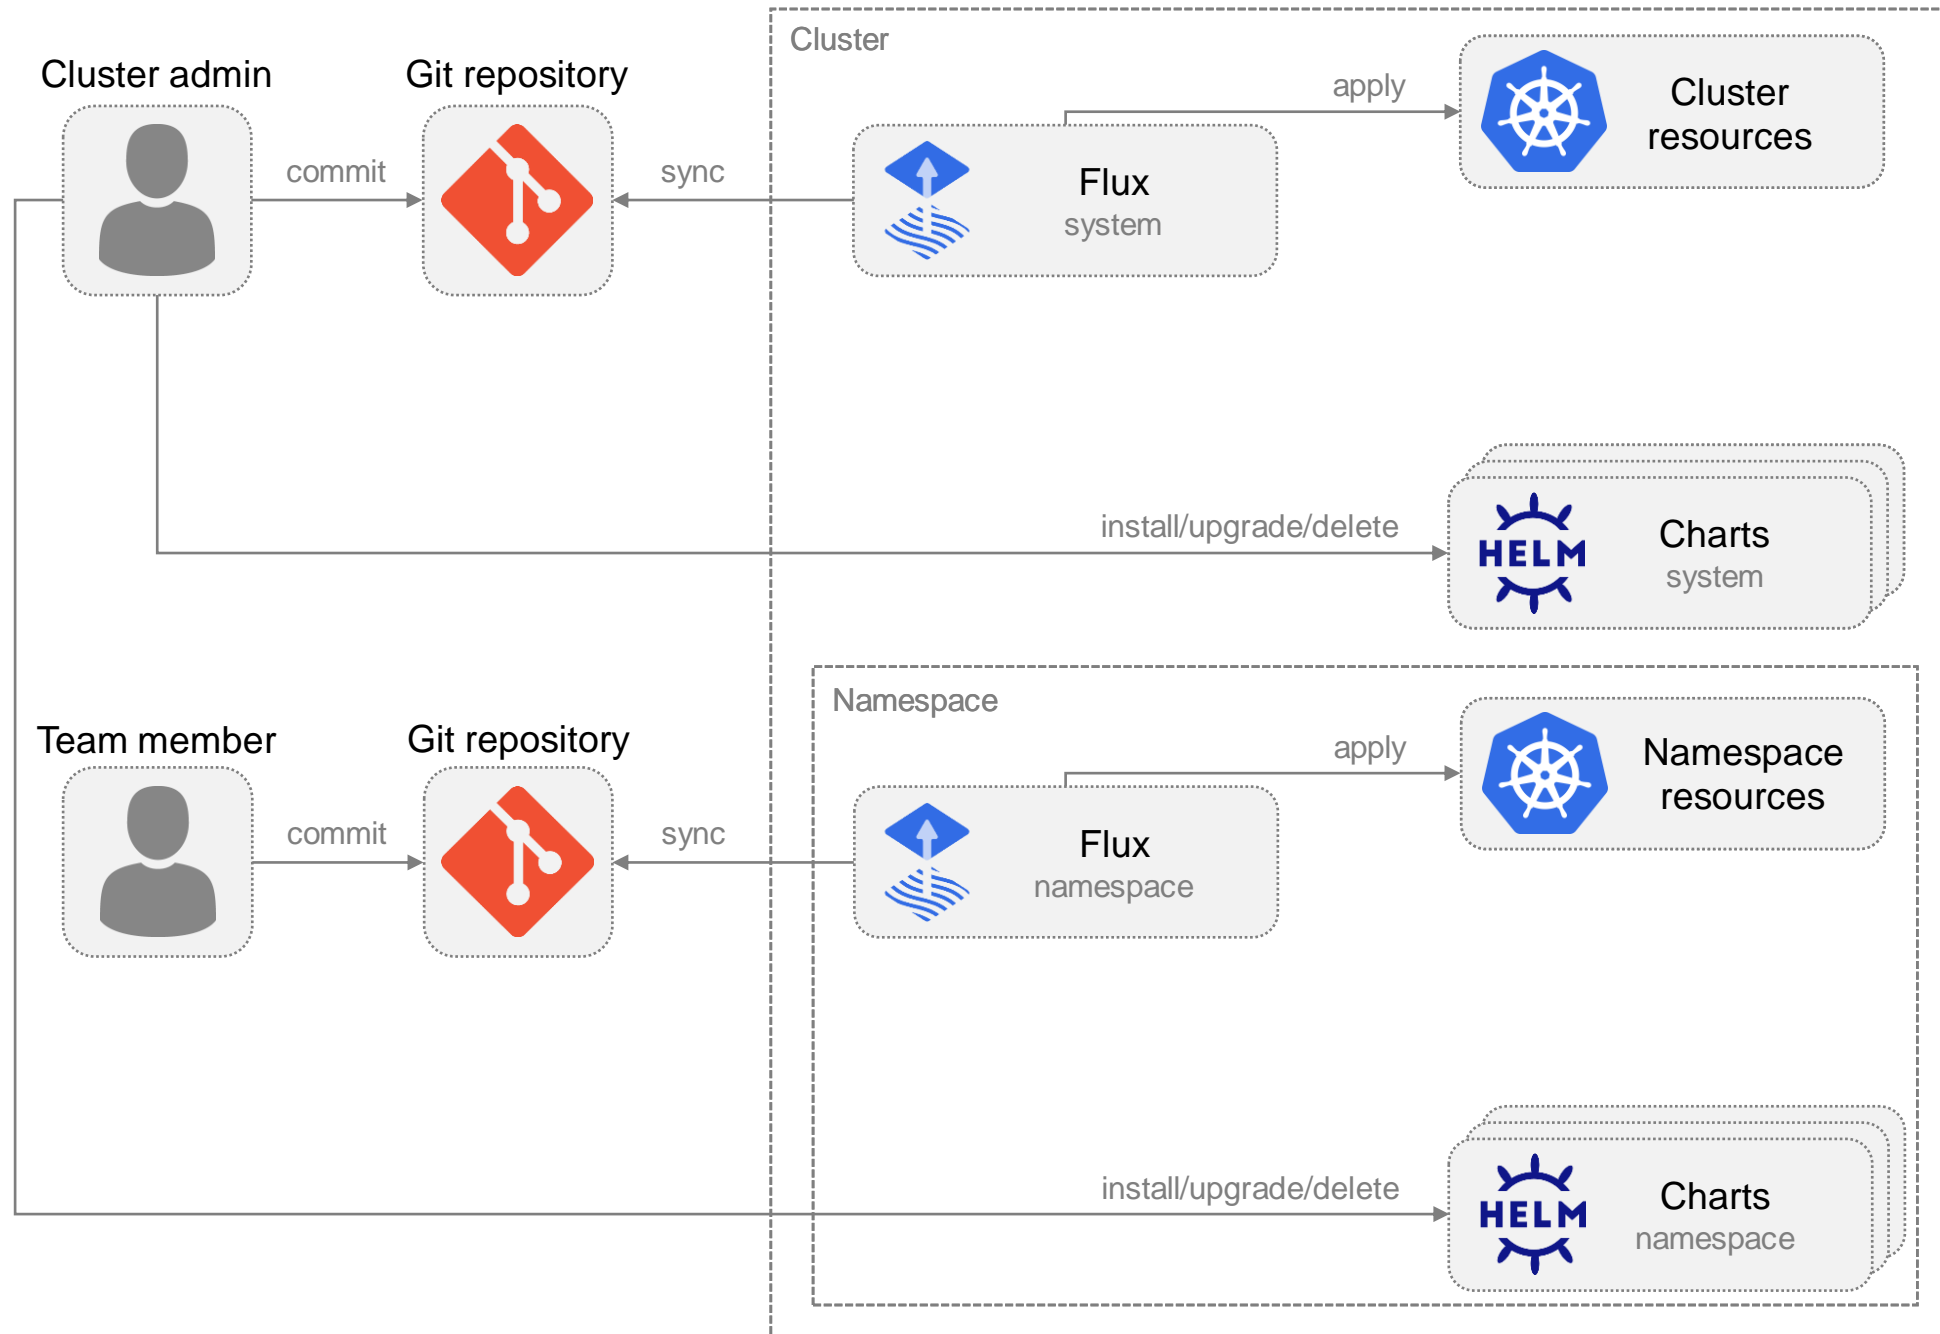 Cluster
Cluster admin
Git repository
apply
Cluster
resources
commit
sync
Flux
system
install/upgrade/delete
HELM
Charts
system
Namespace
Team member
Git repository
apply
Namespace
resources
commit
sync
Flux
namespace
install/upgrade/delete
HELM
Charts
namespace